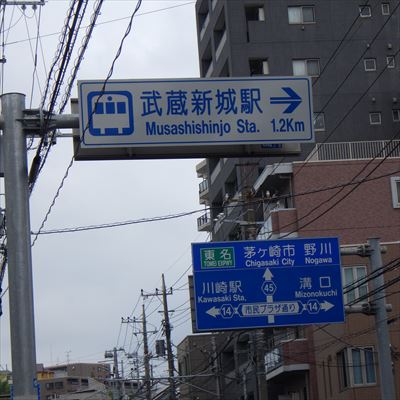 武蔵新城駅
Musashishinjo Sta. 1.2Km
東名 茅ヶ崎市 野川
TOMEI EXPWY Chigasaki City Nogawa
川崎駅 溝口
Kawasaki Sta. Mizonokuchi
45
14 市民プラザ通り 14